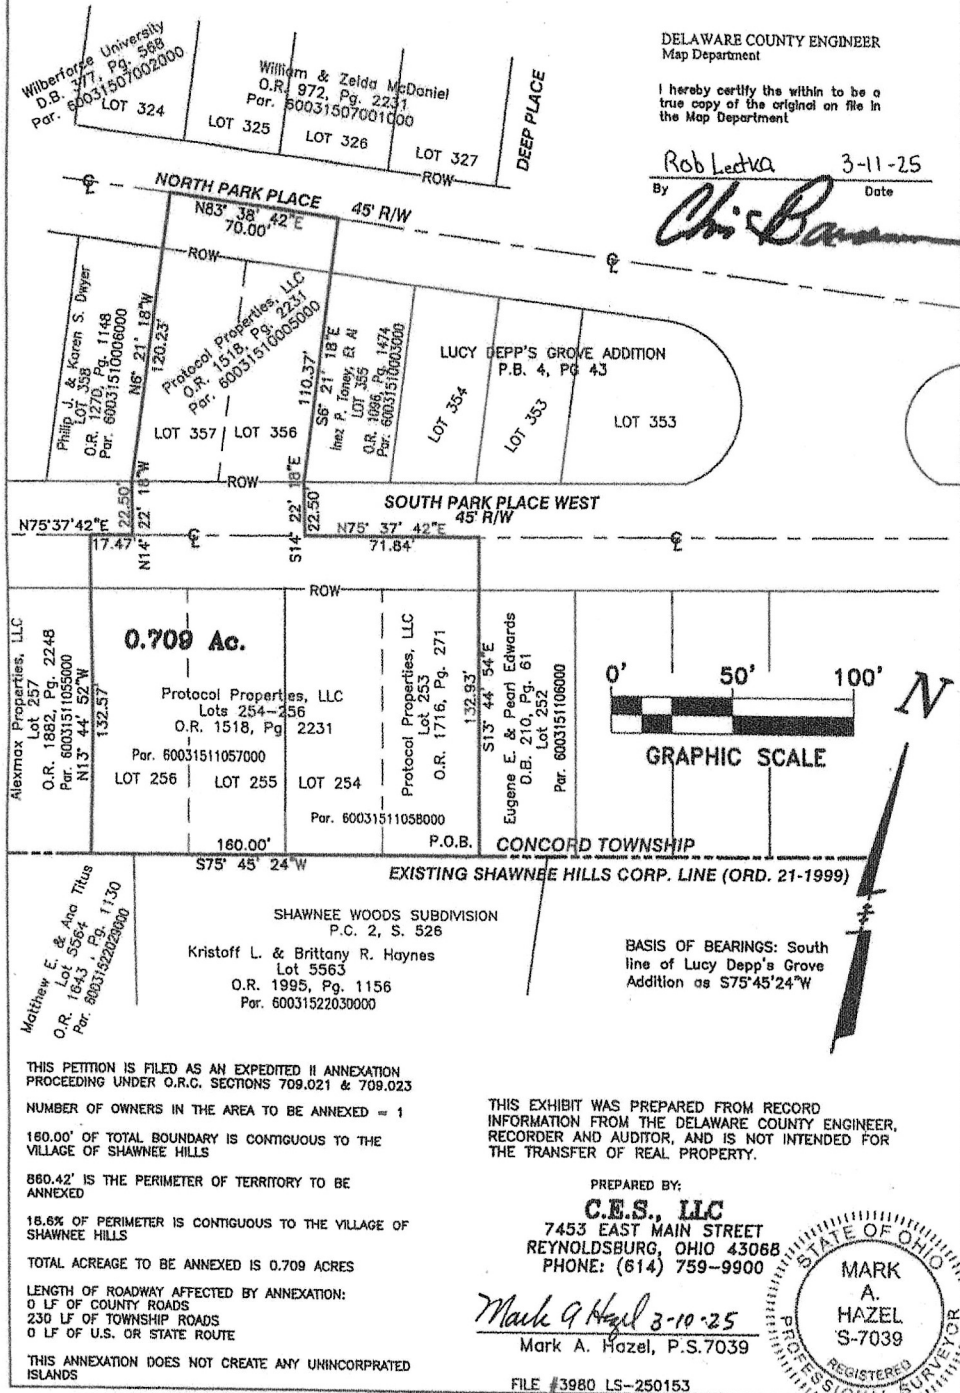 Wilberforce University
D.B. 377, Pg. 568
Par. 60031507002000
LOT 324
William & Zelda McDaniel
O.R. 972, Pg. 2231
Par. 60031507001000
LOT 325
LOT 326
LOT 327
DEEP PLACE
ROW
DELAWARE COUNTY ENGINEER
Map Department
I hereby certify the within to be a
true copy of the original on file in
the Map Department
3-11-25
By
Date
NORTH PARK PLACE
45' R/W
N83° 38' 42"E
70.00'
ROW
Philip J. & Karen S. Dwyer
LOT 358
O.R. 1270, Pg. 1148
Par. 60031510006000
N6° 21' 18"W
120.23'
Protocal Properties, LLC
O.R. 1518, Pg. 2231
Par. 60031510005000
LOT 357
LOT 356
110.37'
S6° 21' 18"E
Inez P. Toney, Et Al
LOT 355
O.R. 1096, Pg. 1474
Par. 60031510003000
LUCY DEPP'S GROVE ADDITION
P.B. 4, PG 43
LOT 354
LOT 353
LOT 353
ROW
SOUTH PARK PLACE WEST
45' R/W
N75°37'42"E
17.47'
22.50'
N14° 22' 18"W
S14° 22' 18"E
22.50'
N75° 37' 42"E
71.84'
ROW
Alexmax Properties, LLC
Lot 257
O.R. 1882, Pg. 2248
Par. 60031511055000
N13° 44' 52"W
132.57'
0.709 Ac.
Protocol Properties, LLC
Lots 254-256
O.R. 1518, Pg 2231
Par. 60031511057000
LOT 256
LOT 255
LOT 254
Protocol Properties, LLC
Lot 253
O.R. 1716, Pg. 271
Par. 60031511058000
132.93'
S13° 44' 54"E
Eugene E. & Pearl Edwards
D.B. 210, Pg. 61
Lot 252
Par. 6003151106000
0'
50'
100'
GRAPHIC SCALE
N
160.00'
P.O.B.
CONCORD TOWNSHIP
S75° 45' 24"W
EXISTING SHAWNEE HILLS CORP. LINE (ORD. 21-1999)
Matthew E. & Ana Titus
Lot 5564
O.R. 1643 , Pg. 1130
Par. 60031522029000
SHAWNEE WOODS SUBDIVISION
P.C. 2, S. 526
Kristoff L. & Brittany R. Haynes
Lot 5563
O.R. 1995, Pg. 1156
Par. 60031522030000
BASIS OF BEARINGS: South
line of Lucy Depp's Grove
Addition as S75°45'24"W
THIS PETITION IS FILED AS AN EXPEDITED II ANNEXATION
PROCEEDING UNDER O.R.C. SECTIONS 709.021 & 709.023
NUMBER OF OWNERS IN THE AREA TO BE ANNEXED = 1
160.00' OF TOTAL BOUNDARY IS CONTIGUOUS TO THE
VILLAGE OF SHAWNEE HILLS
860.42' IS THE PERIMETER OF TERRITORY TO BE
ANNEXED
18.6% OF PERIMETER IS CONTIGUOUS TO THE VILLAGE OF
SHAWNEE HILLS
TOTAL ACREAGE TO BE ANNEXED IS 0.709 ACRES
LENGTH OF ROADWAY AFFECTED BY ANNEXATION:
0 LF OF COUNTY ROADS
230 LF OF TOWNSHIP ROADS
0 LF OF U.S. OR STATE ROUTE
THIS ANNEXATION DOES NOT CREATE ANY UNINCORPRATED
ISLANDS
THIS EXHIBIT WAS PREPARED FROM RECORD
INFORMATION FROM THE DELAWARE COUNTY ENGINEER,
RECORDER AND AUDITOR, AND IS NOT INTENDED FOR
THE TRANSFER OF REAL PROPERTY.
PREPARED BY:
C.E.S., LLC
7453 EAST MAIN STREET
REYNOLDSBURG, OHIO 43068
PHONE: (614) 759-9900
Mark A Hazel 3-10-25
Mark A. Hazel, P.S.7039
FILE #3980 LS-250153
STATE OF OHIO
MARK
A.
HAZEL
S-7039
REGISTERED
PROFESSIONAL SURVEYOR